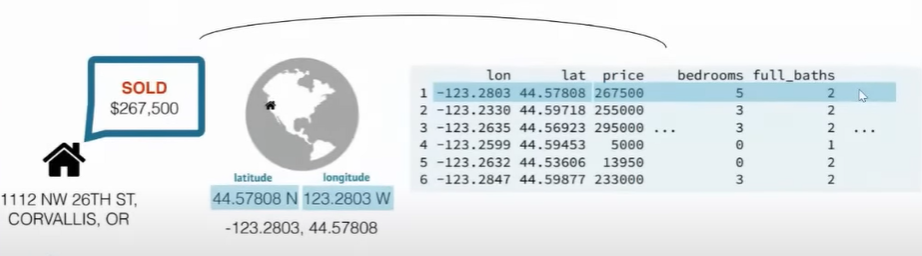 SOLD
$267,500
1112 NW 26TH ST,
CORVALLIS, OR
latitude longitude
44.57808 N 123.2803 W
-123.2803, 44.57808
lon lat price bedrooms full_baths
1 -123.2803 44.57808 267500 5 2
2 -123.2330 44.59718 255000 3 2
3 -123.2635 44.56923 295000 ... 3 2 ...
4 -123.2599 44.59453 5000 0 1
5 -123.2632 44.53606 13950 0 2
6 -123.2847 44.59877 233000 3 2